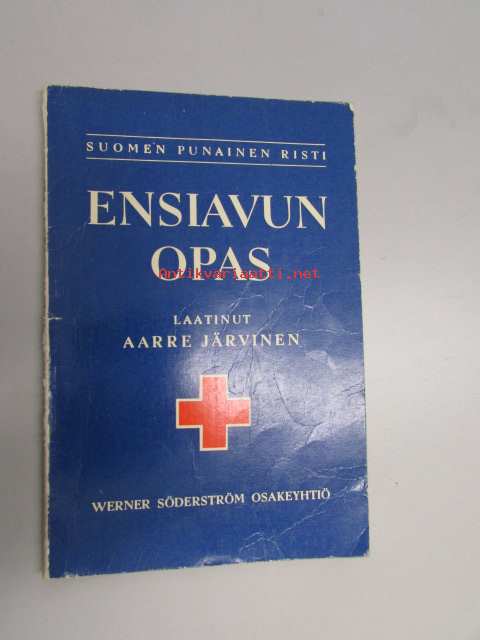 SUOMEN PUNAINEN RISTI
ENSIAVUN
OPAS
Antikvariaatti.net
LAATINUT
AARRE JÄRVINEN
WERNER SÖDERSTRÖM OSAKEYHTIÖ